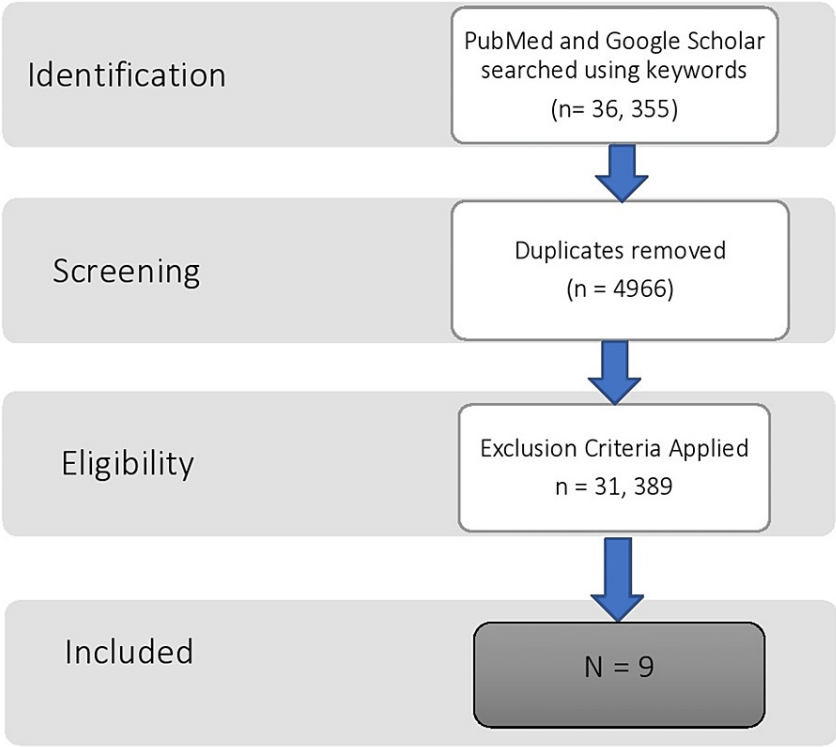 Identification
PubMed and Google Scholar
searched using keywords
(n= 36, 355)
Screening
Duplicates removed
(n = 4966)
Eligibility
Exclusion Criteria Applied
n = 31, 389
Included
N = 9